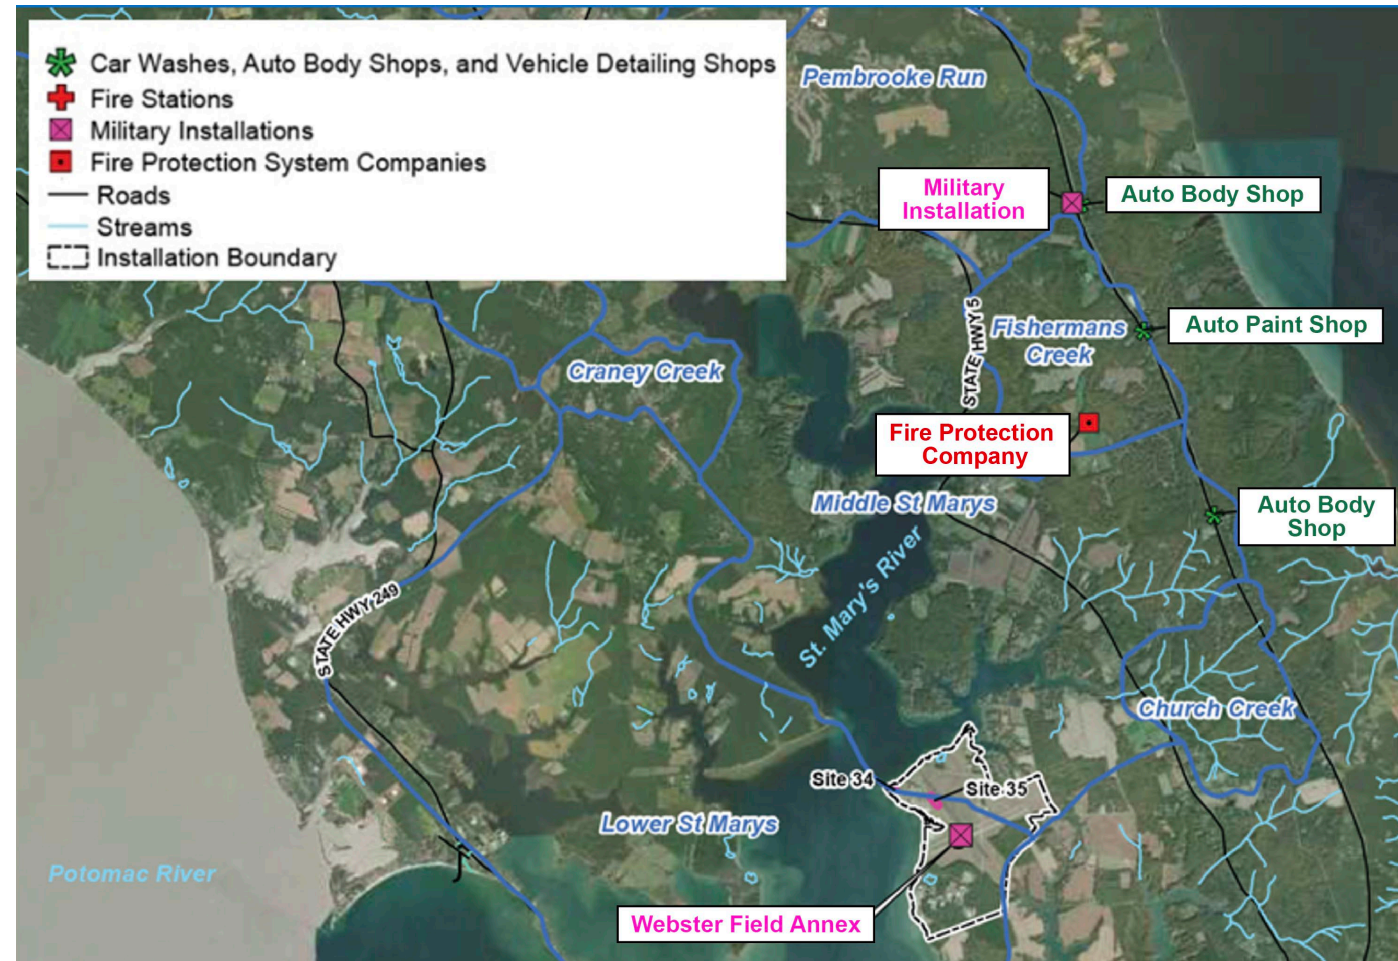 Car Washes, Auto Body Shops, and Vehicle Detailing Shops
Fire Stations
Military Installations
Fire Protection System Companies
Roads
Streams
Installation Boundary
Pembrooke Run
Military
Installation
Auto Body Shop
STATE HWY 5
Fishermans
Creek
Auto Paint Shop
Craney Creek
Fire Protection
Company
Middle St Marys
Auto Body
Shop
St. Mary's River
STATE HWY 249
Church Creek
Site 34
Site 35
Lower St Marys
Potomac River
Webster Field Annex